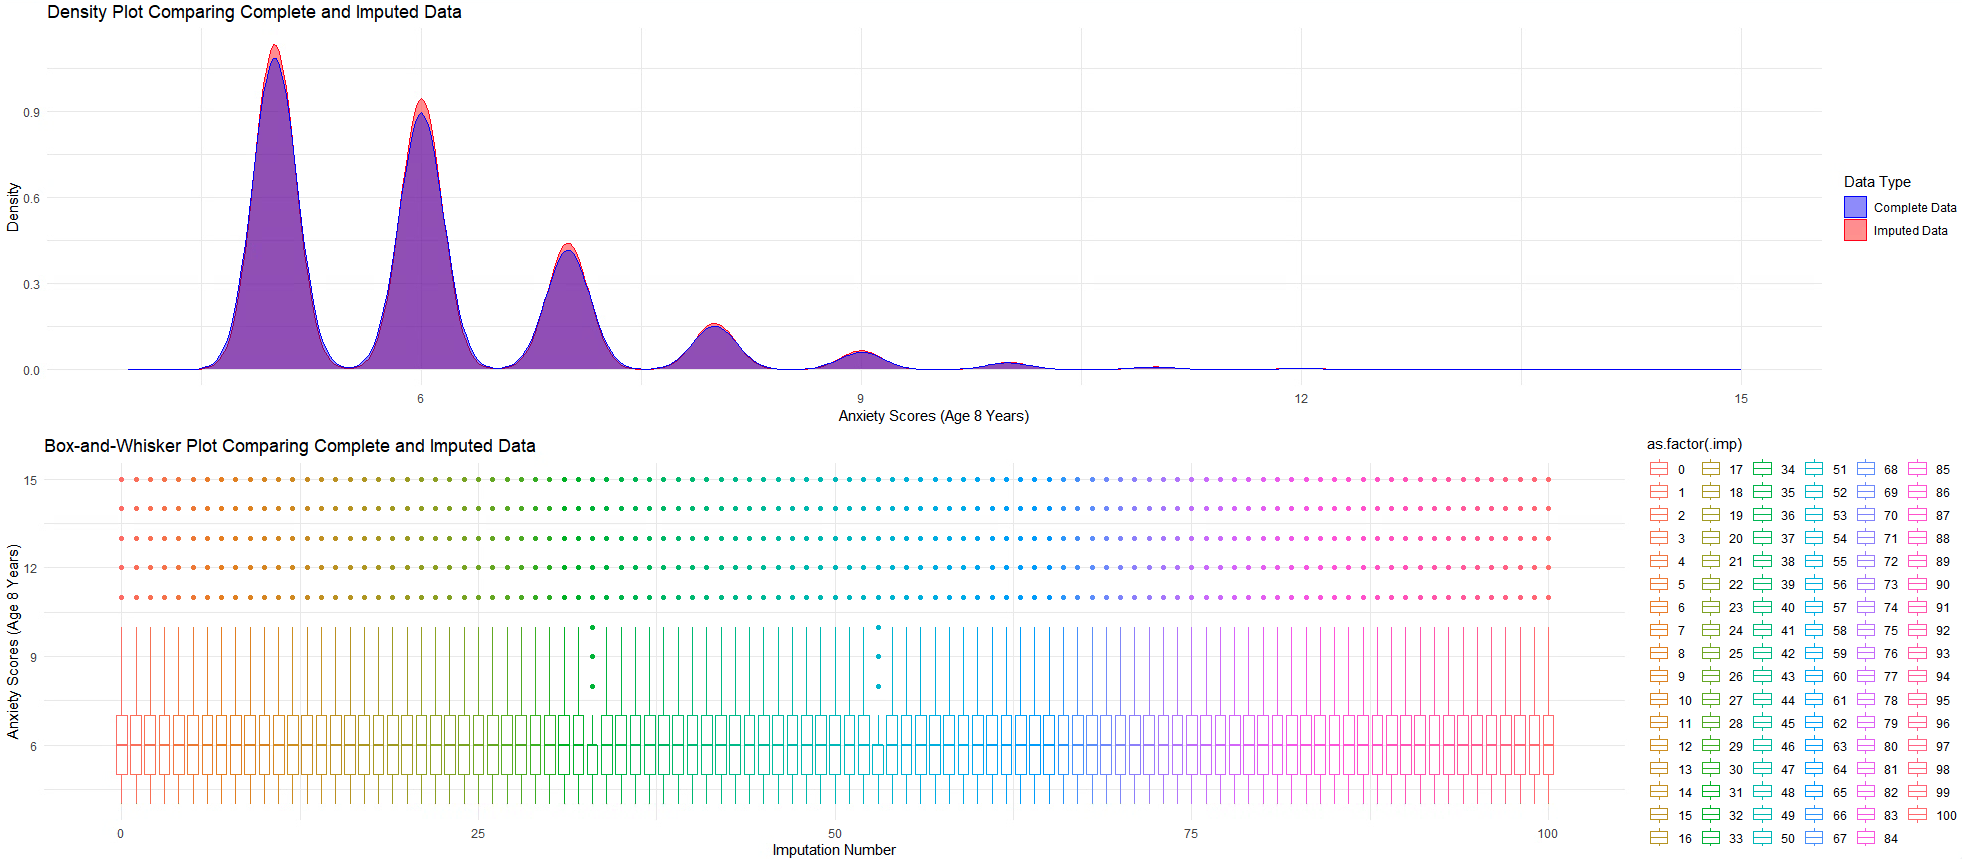 Density Plot Comparing Complete and Imputed Data
Density
0.9
0.6
0.3
0.0
6 9 12 15
Anxiety Scores (Age 8 Years)
Data Type
Complete Data
Imputed Data
Box-and-Whisker Plot Comparing Complete and Imputed Data
Anxiety Scores (Age 8 Years)
15
12
9
6
0 25 50 75 100
Imputation Number
as.factor(.imp)
0 17 34 51 68 85
1 18 35 52 69 86
2 19 36 53 70 87
3 20 37 54 71 88
4 21 38 55 72 89
5 22 39 56 73 90
6 23 40 57 74 91
7 24 41 58 75 92
8 25 42 59 76 93
9 26 43 60 77 94
10 27 44 61 78 95
11 28 45 62 79 96
12 29 46 63 80 97
13 30 47 64 81 98
14 31 48 65 82 99
15 32 49 66 83 100
16 33 50 67 84